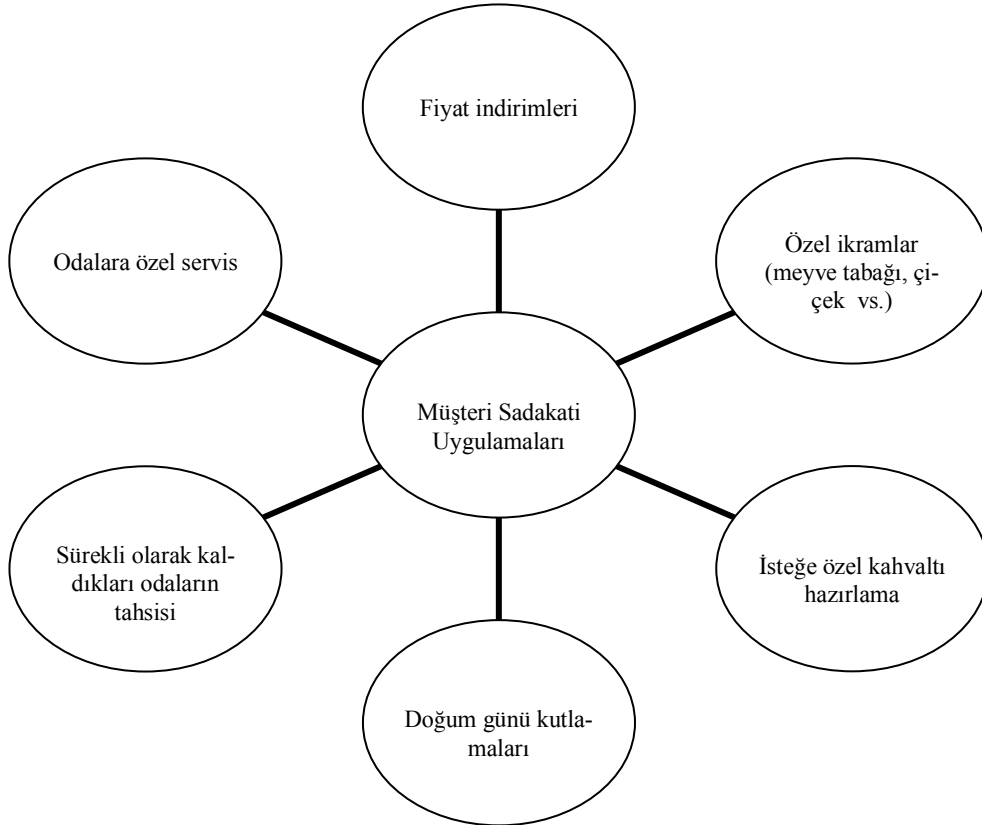 Fiyat indirimleri
Odalara özel servis
Özel ikramlar
(meyve tabağı, çi-
çek  vs.)
Müşteri Sadakati
Uygulamaları
Sürekli olarak kal-
dıkları odaların
tahsisi
İsteğe özel kahvaltı
hazırlama
Doğum günü kutla-
maları